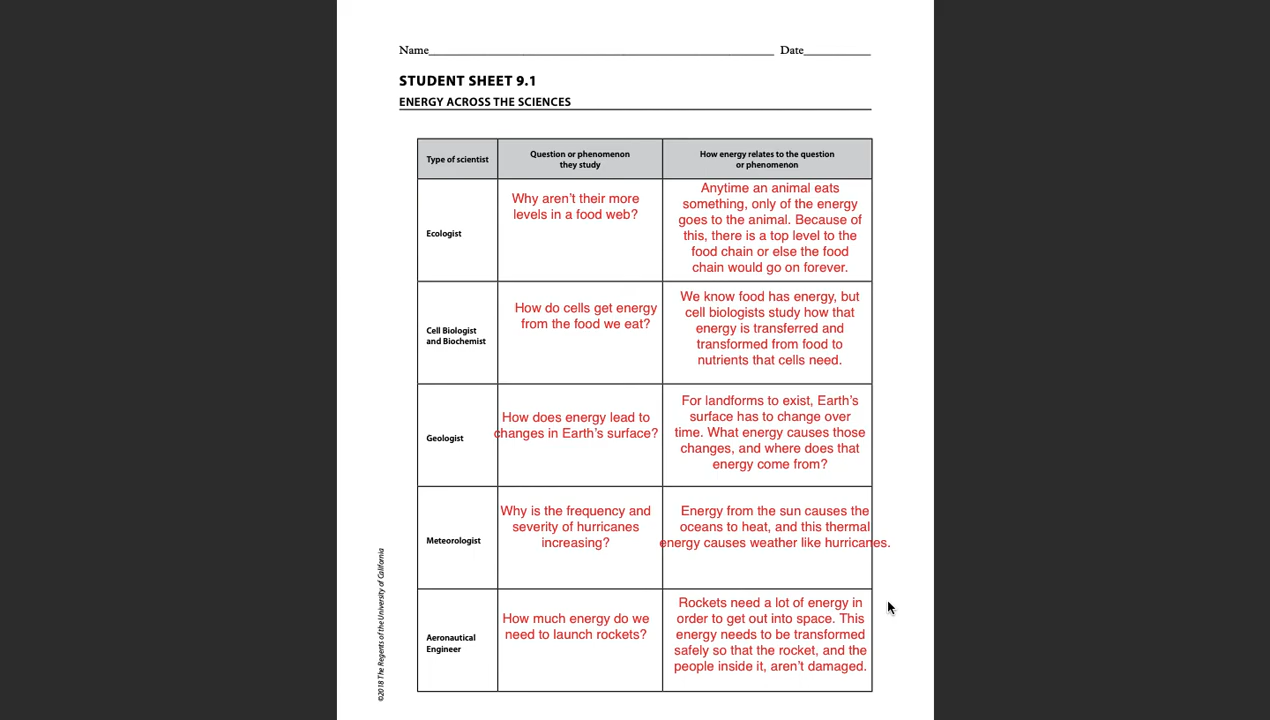 Name Date
STUDENT SHEET 9.1
ENERGY ACROSS THE SCIENCES
Type of scientist
Question or phenomenon
they study
How energy relates to the question
or phenomenon
Ecologist
Why aren't their more
levels in a food web?
Anytime an animal eats
something, only of the energy
goes to the animal. Because of
this, there is a top level to the
food chain or else the food
chain would go on forever.
Cell Biologist
and Biochemist
How do cells get energy
from the food we eat?
We know food has energy, but
cell biologists study how that
energy is transferred and
transformed from food to
nutrients that cells need.
Geologist
How does energy lead to
changes in Earth's surface?
For landforms to exist, Earth's
surface has to change over
time. What energy causes those
changes, and where does that
energy come from?
Meteorologist
Why is the frequency and
severity of hurricanes
increasing?
Energy from the sun causes the
oceans to heat, and this thermal
energy causes weather like hurricanes.
Aeronautical
Engineer
How much energy do we
need to launch rockets?
Rockets need a lot of energy in
order to get out into space. This
energy needs to be transformed
safely so that the rocket, and the
people inside it, aren't damaged.
©2018 The Regents of the University of California